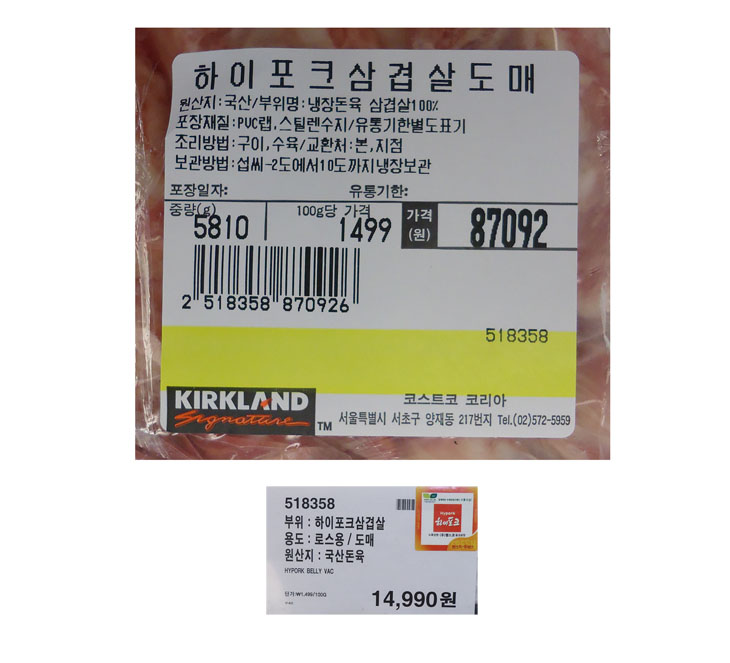 하이포크삼겹살도매
원산지:국산/부위명:냉장돈육 삼겹살100%
포장재질:PVC랩,스틸렌수지/유통기한별도표기
조리방법:구이,수육/교환처:본,지점
보관방법:섭씨-2도에서10도까지냉장보관
포장일자: 유통기한:
중량(g) 100g당 가격 가격(원)
5810 1499 87092
2 518358 870926
518358
KIRKLAND
Signature TM
코스트코 코리아
서울특별시 서초구 양재동 217번지 Tel.(02)572-5959
518358
부위 : 하이포크삼겹살
용도 : 로스용 / 도매
원산지 : 국산돈육
HYPORK BELLY VAC
단가:₩1,499/100G
14,990원
Hypork
하이포크